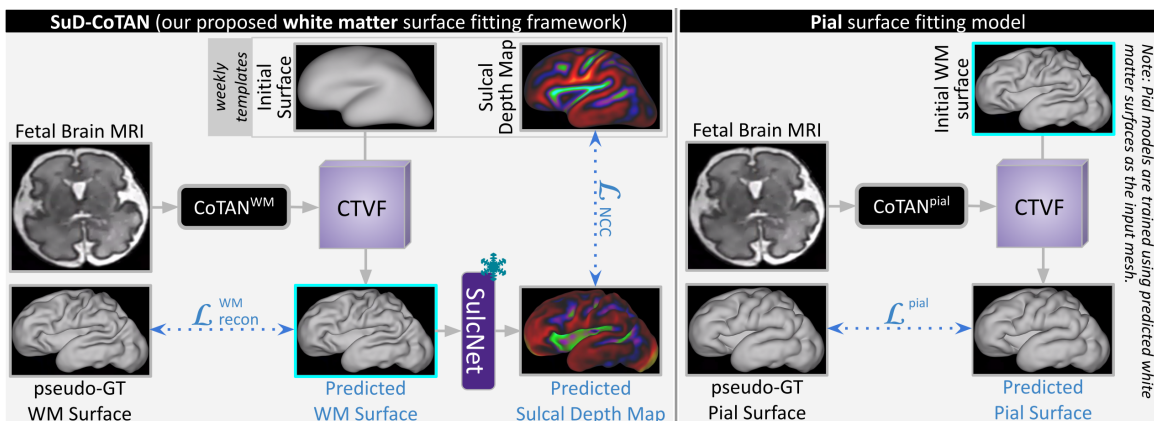 SuD-CoTAN (our proposed white matter surface fitting framework)
weekly
templates
Initial
Surface
Sulcal
Depth Map
Fetal Brain MRI
CoTAN^WM
CTVF
ℒ NCC
ℒ WM recon
SulcNet
pseudo-GT
WM Surface
Predicted
WM Surface
Predicted
Sulcal Depth Map
Pial surface fitting model
Initial WM
surface
Note: Pial models are trained using predicted white
matter surfaces as the input mesh.
Fetal Brain MRI
CoTAN^pial
CTVF
ℒ pial
pseudo-GT
Pial Surface
Predicted
Pial Surface